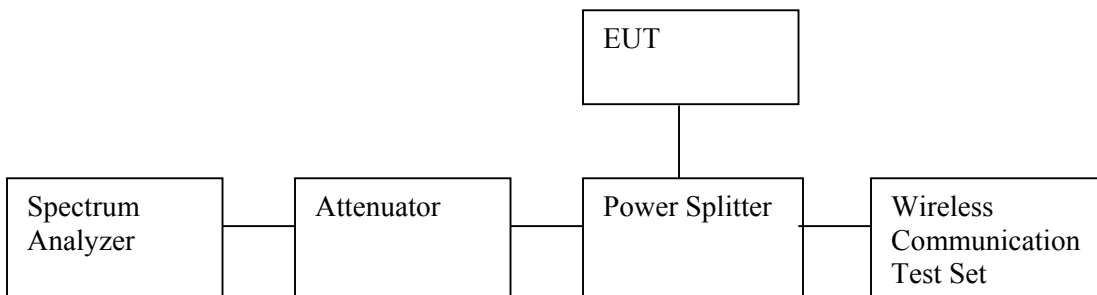 EUT
Spectrum
Analyzer
Attenuator
Power Splitter
Wireless
Communication
Test Set